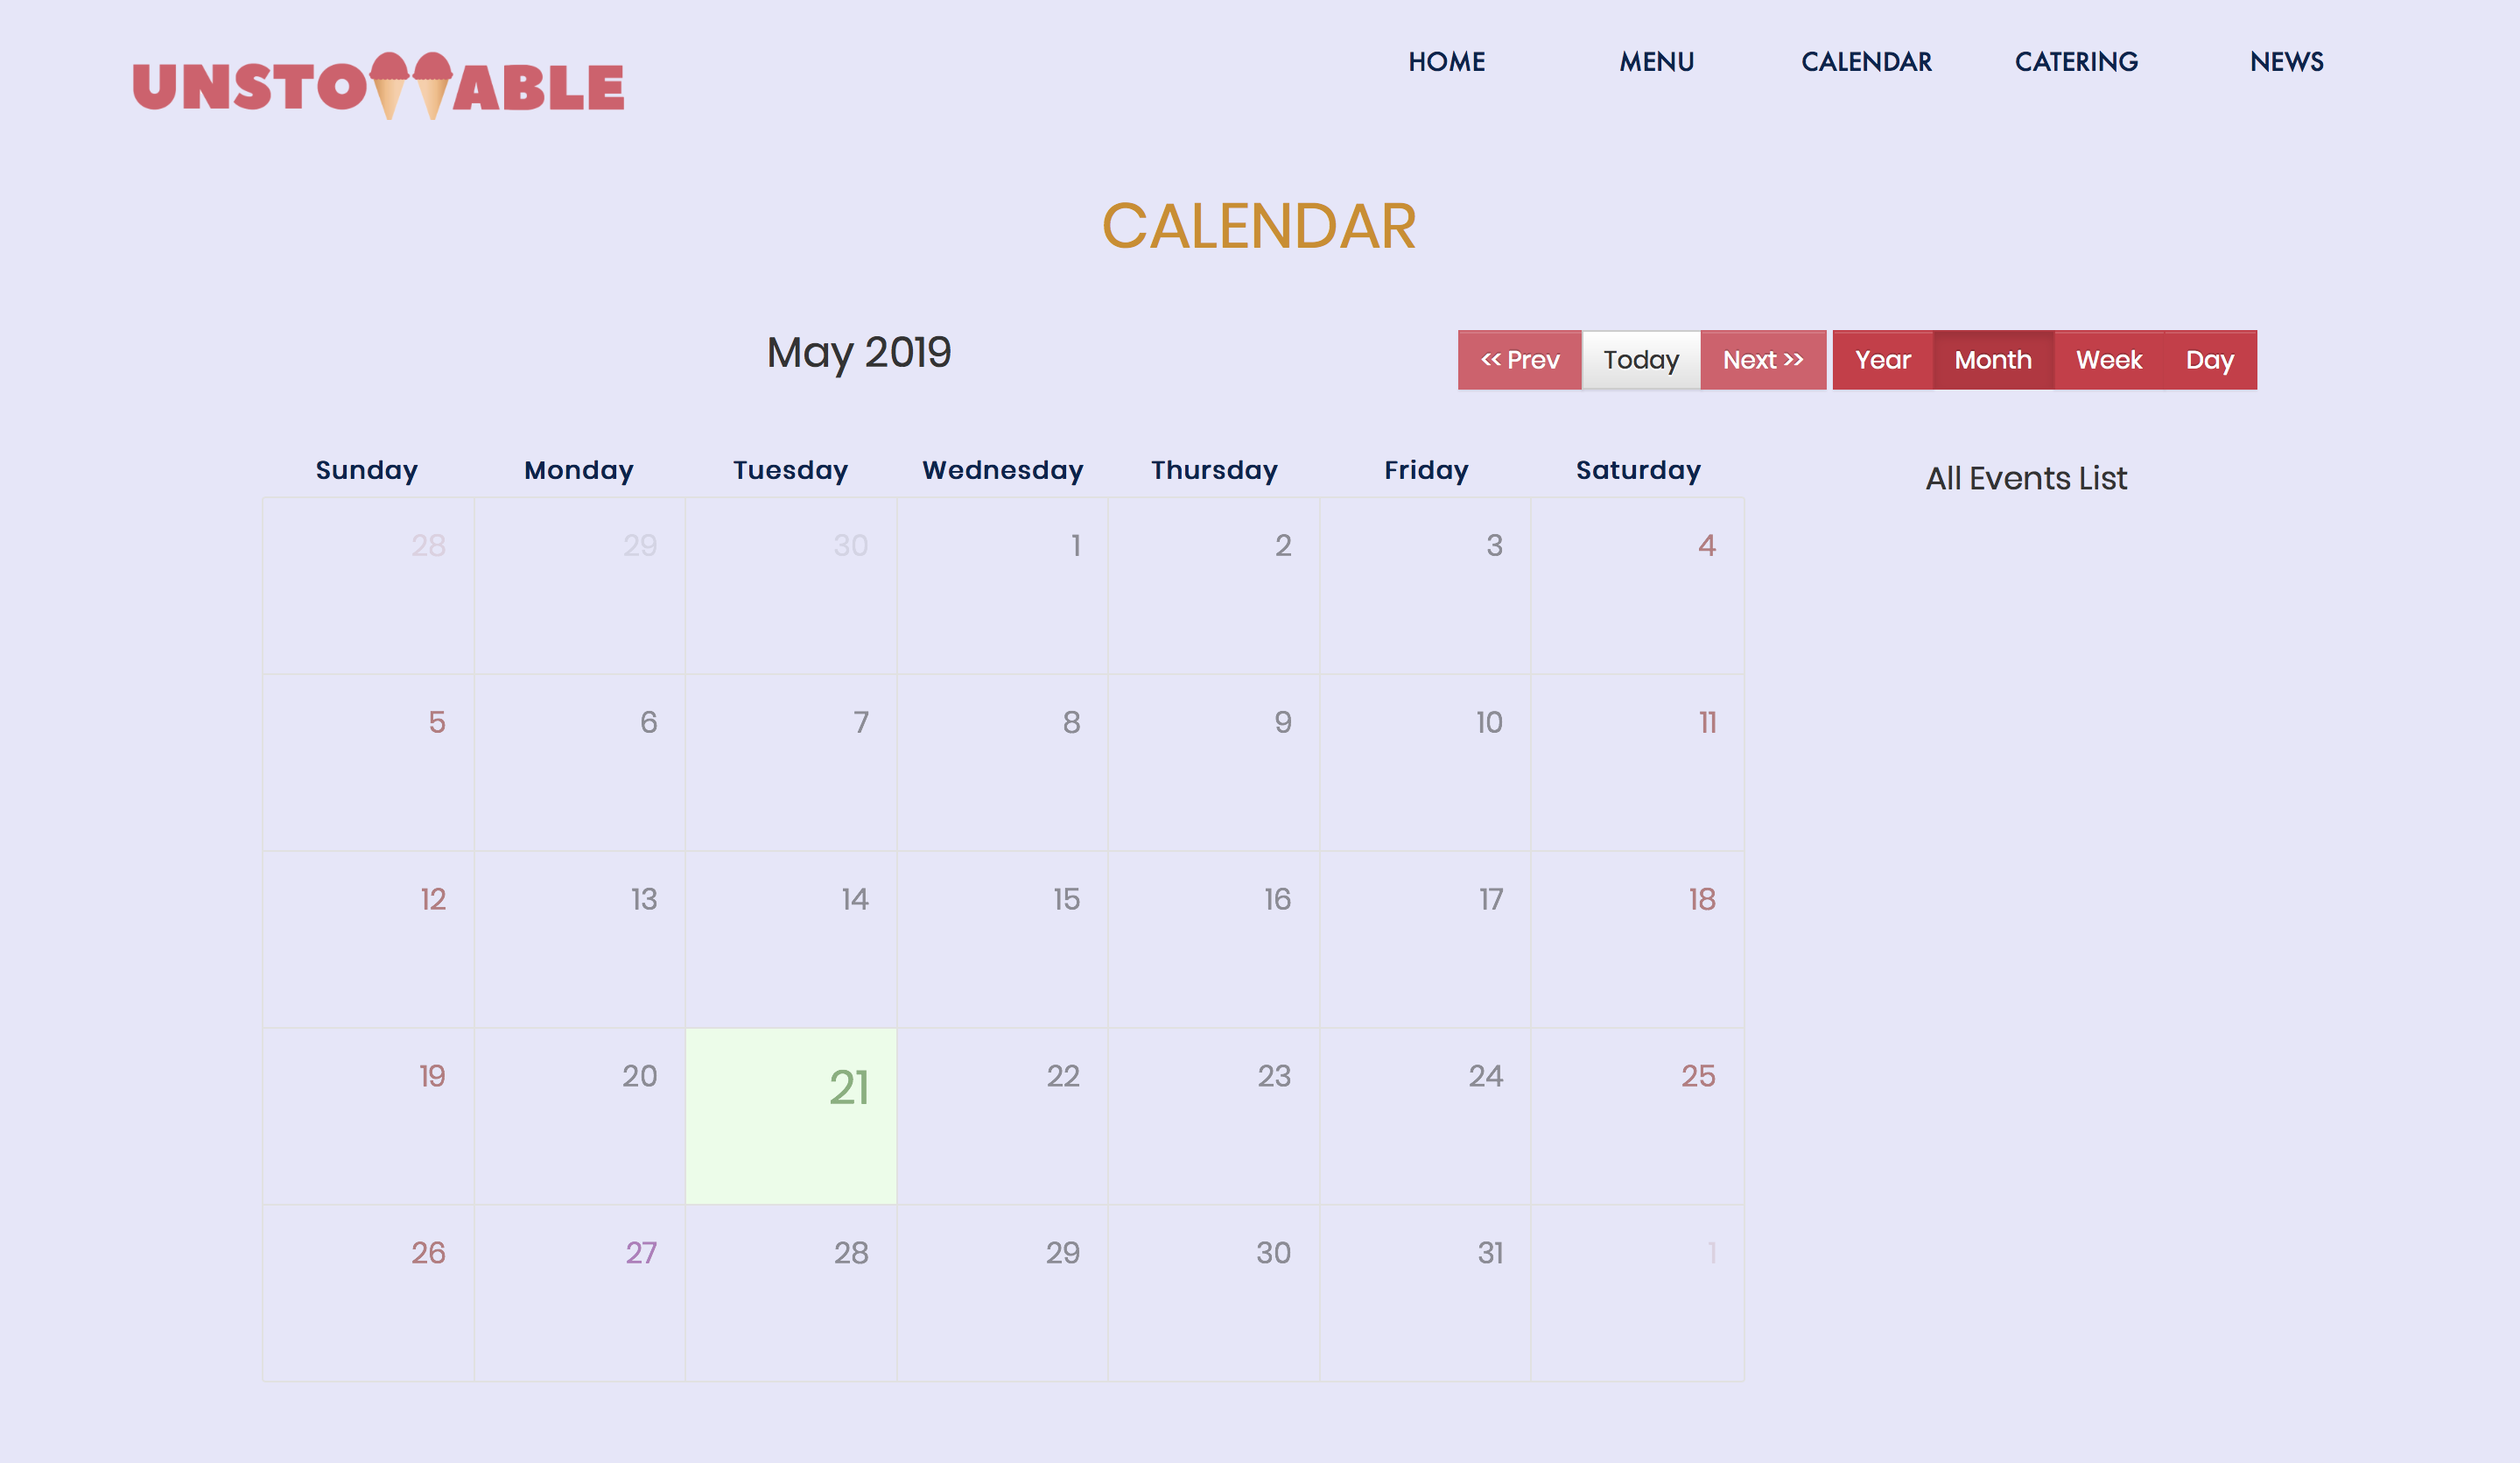 UNSTO ABLE
HOME MENU CALENDAR CATERING NEWS
CALENDAR
May 2019
<< Prev Today Next >> Year Month Week Day
Sunday Monday Tuesday Wednesday Thursday Friday Saturday
All Events List
28 29 30 1 2 3 4
5 6 7 8 9 10 11
12 13 14 15 16 17 18
19 20 21 22 23 24 25
26 27 28 29 30 31 1